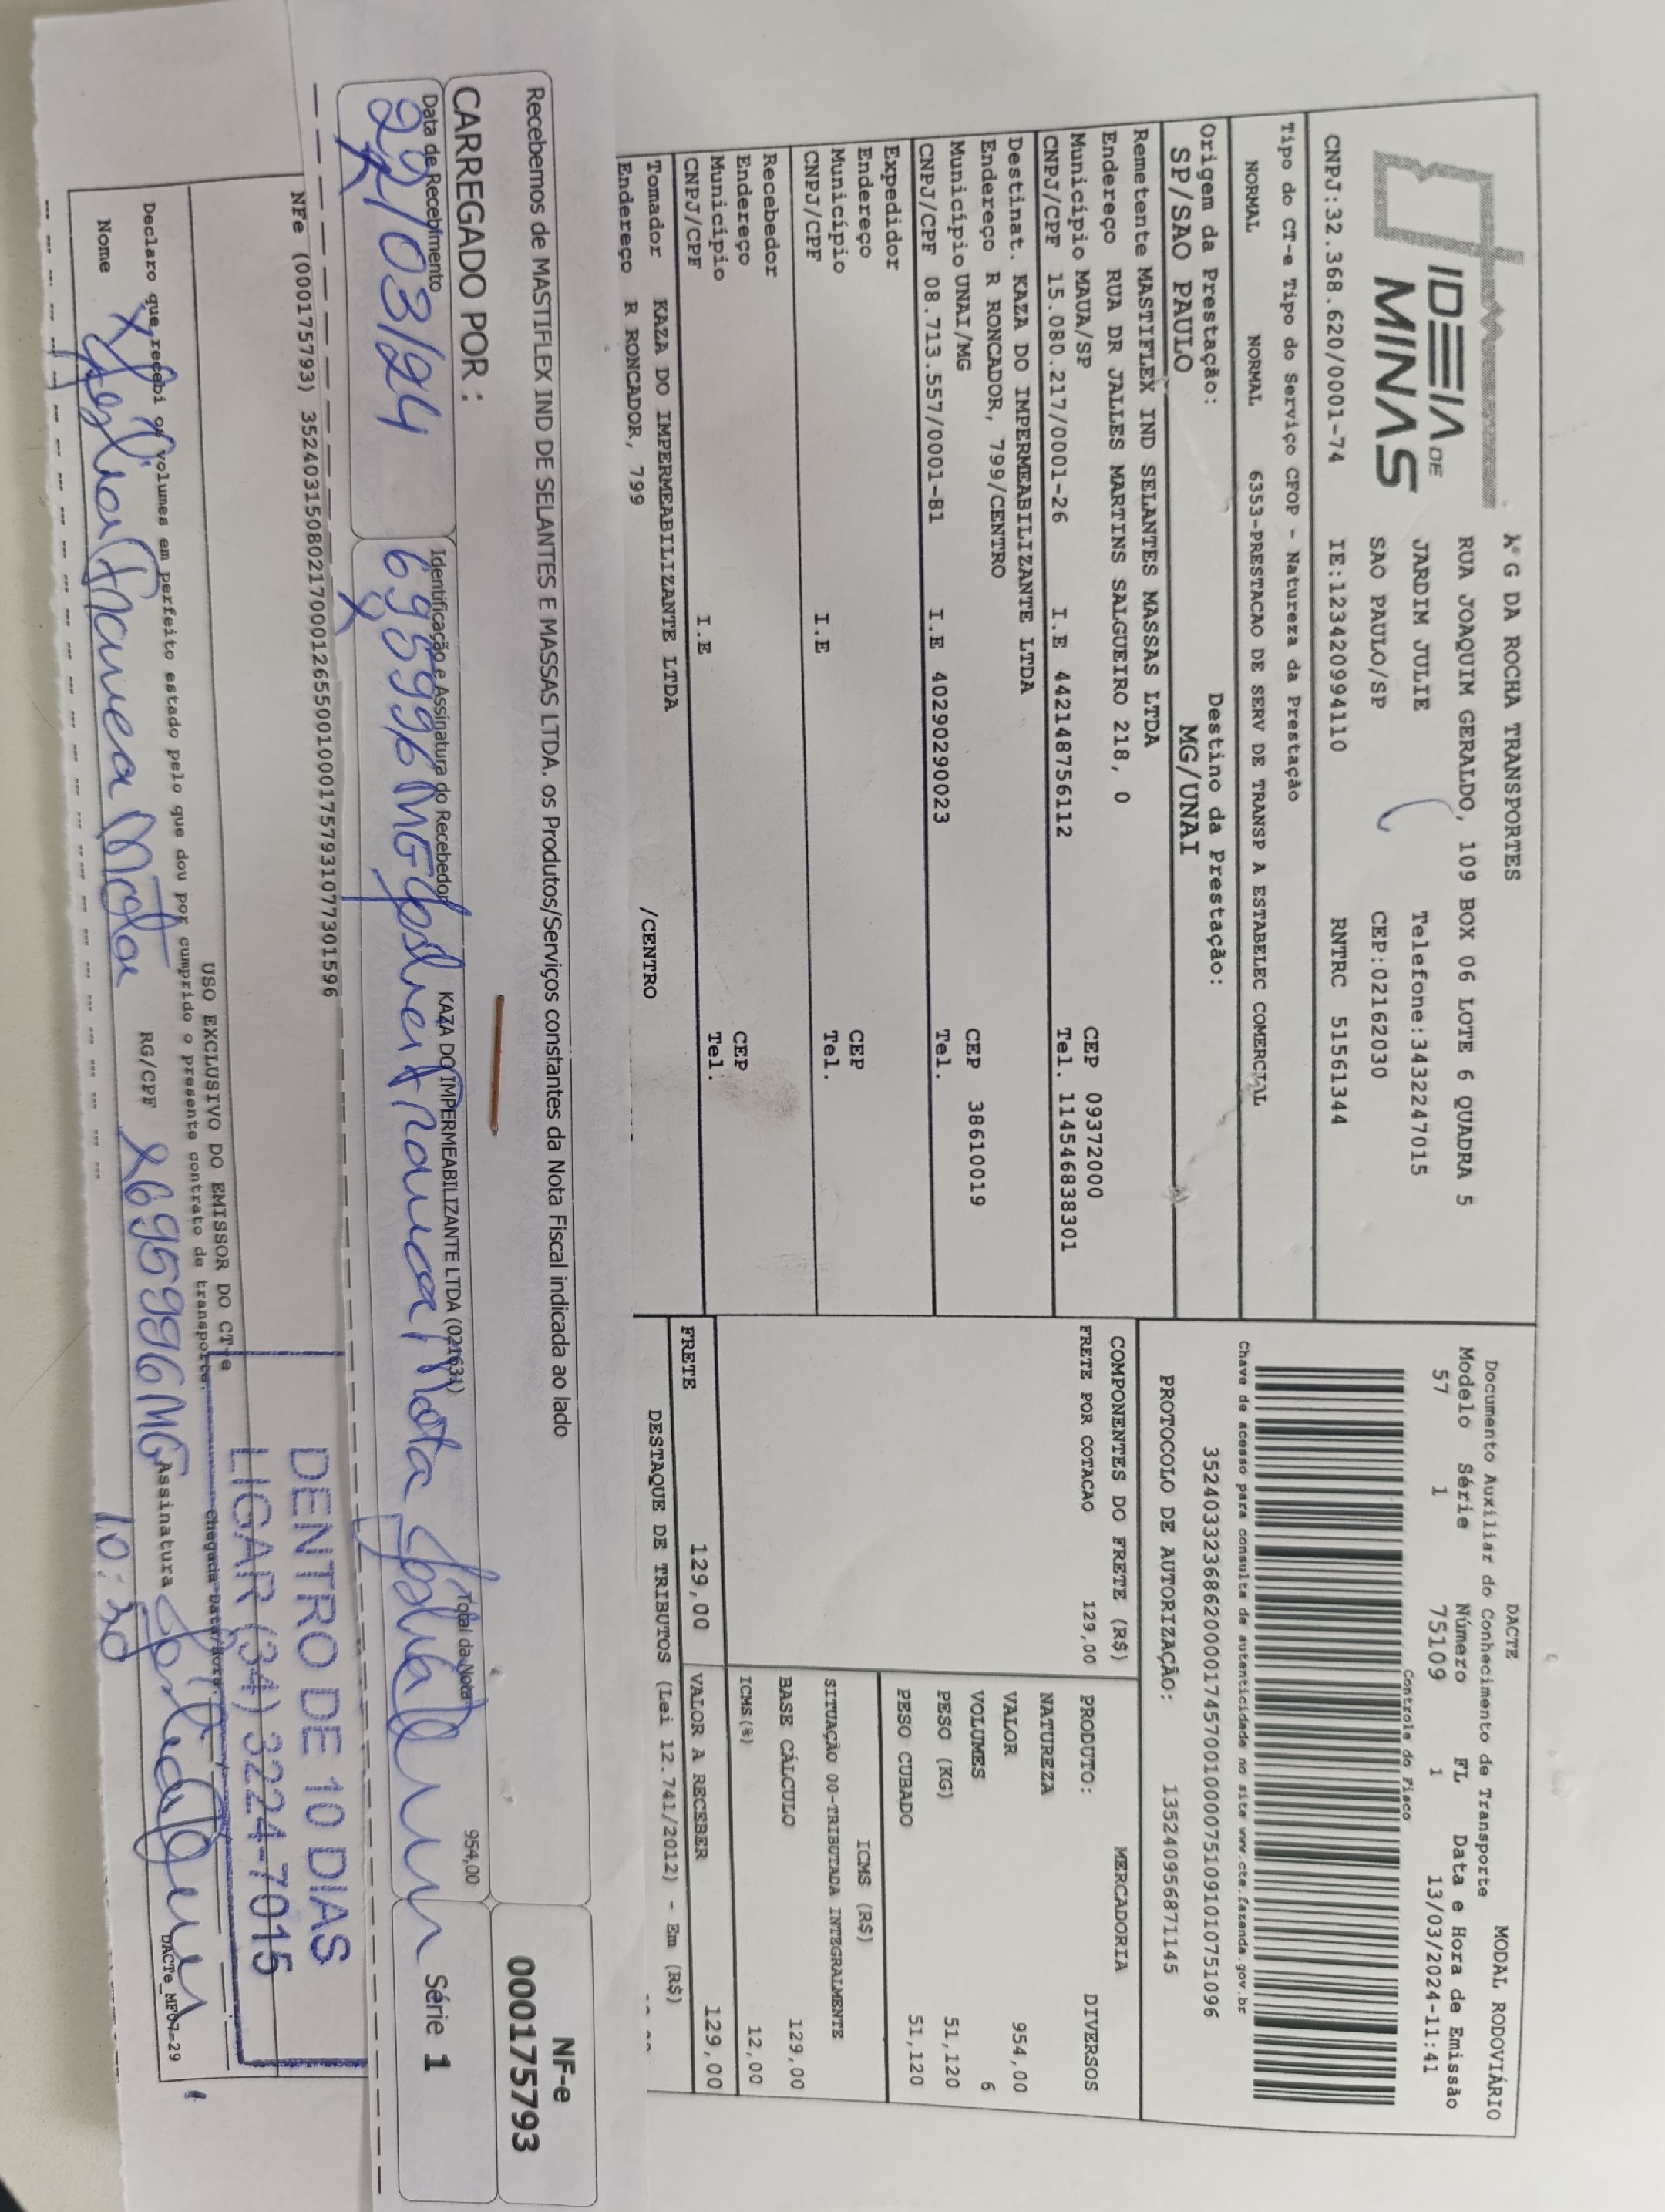 IDEIA DE
MINAS
A G DA ROCHA TRANSPORTES
RUA JOAQUIM GERALDO, 109 BOX 06 LOTE 6 QUADRA 5
JARDIM JULIE Telefone:3432247015
SAO PAULO/SP CEP:02162030
CNPJ:32.368.620/0001-74 IE:123420994110 RNTRC 51561344
DACTE MODAL RODOVIÁRIO
Documento Auxiliar do Conhecimento de Transporte
Modelo Série Número FL Data e Hora de Emissão
57 1 75109 1 13/03/2024-11:41
Controle do Fisco
Chave de acesso para consulta de autenticidade no site www.cte.fazenda.gov.br
35240332368620000174570010000751091010751096
PROTOCOLO DE AUTORIZAÇÃO: 135240956871145
Tipo do CT-e Tipo do Serviço CFOP - Natureza da Prestação
NORMAL NORMAL 6353-PRESTACAO DE SERV DE TRANSP A ESTABELEC COMERCIAL
Origem da Prestação: Destino da Prestação:
SP/SAO PAULO MG/UNAI
Remetente MASTIFLEX IND SELANTES MASSAS LTDA
Endereço RUA DR JALLES MARTINS SALGUEIRO 218, 0
Município MAUA/SP CEP 09372000
CNPJ/CPF 15.080.217/0001-26 I.E 442148756112 Tel. 114546838301
Destinat. KAZA DO IMPERMEABILIZANTE LTDA
Endereço R RONCADOR, 799/CENTRO
Município UNAI/MG CEP 38610019
CNPJ/CPF 08.713.557/0001-81 I.E 40290290023 Tel.
Expedidor
Endereço
Município CEP
CNPJ/CPF I.E Tel.
Recebedor
Endereço
Município CEP
CNPJ/CPF I.E Tel.
Tomador KAZA DO IMPERMEABILIZANTE LTDA
Endereço R RONCADOR, 799 /CENTRO
COMPONENTES DO FRETE (R$)
FRETE POR COTACAO 129,00
MERCADORIA
PRODUTO: DIVERSOS
NATUREZA
VALOR 954,00
VOLUMES 6
PESO (KG) 51,120
PESO CUBADO 51,120
ICMS (R$)
SITUAÇÃO 00-TRIBUTADA INTEGRALMENTE
BASE CÁLCULO 129,00
ICMS(%) 12,00
FRETE 129,00 VALOR A RECEBER 129,00
DESTAQUE DE TRIBUTOS (Lei 12.741/2012) - Em (R$)
Recebemos de MASTIFLEX IND DE SELANTES E MASSAS LTDA. os Produtos/Serviços constantes da Nota Fiscal indicada ao lado
NF-e
000175793
Série 1
CARREGADO POR :
KAZA DO IMPERMEABILIZANTE LTDA (021631)
Total da Nota 954,00
Data de Recebimento
22/03/24
Identificação e Assinatura do Recebedor
6959996MG
NFe (000175793) 35240315080217000126550010001757931077301596
DENTRO DE 10 DIAS
LIGAR (34) 3224-7015
USO EXCLUSIVO DO EMISSOR DO CT-e
Declaro que recebi os volumes em perfeito estado pelo que dou por cumprido o presente contrato de transporte.
Chegada Data/Hora:
Nome
RG/CPF 6959996MG
Assinatura
10:30
DACTe_MF07-29